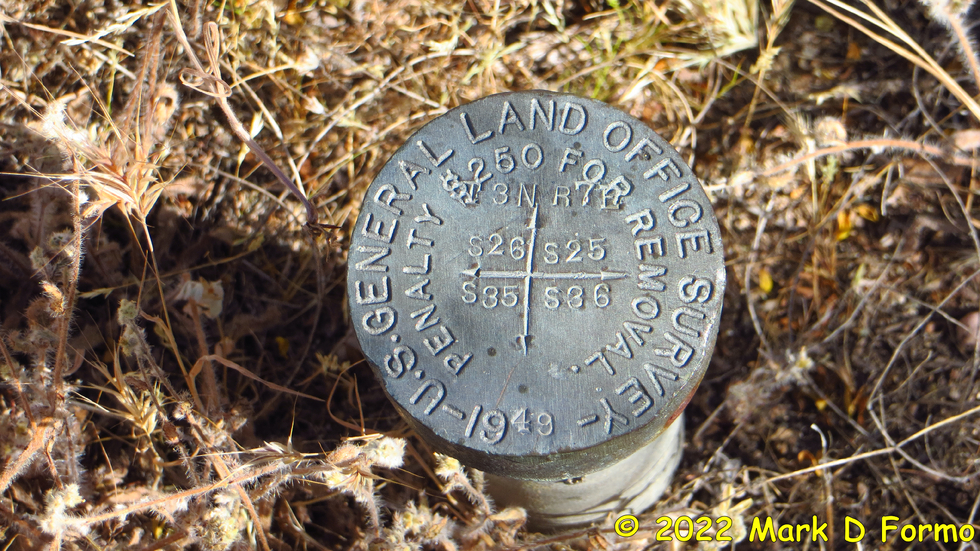 U.S. GENERAL LAND OFFICE SURVEY
PENALTY $250 FOR REMOVAL.
T3N R7E
S26 S25
S35 S36
1949
© 2022 Mark D Formo